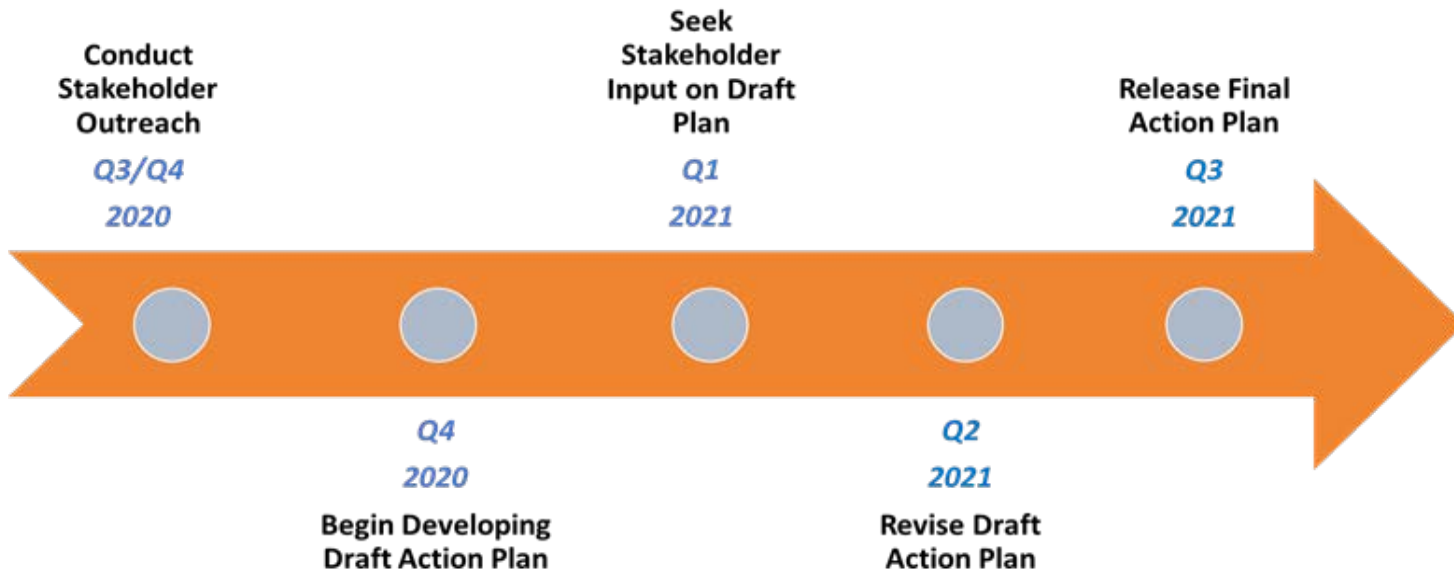 Conduct
Stakeholder
Outreach
Q3/Q4
2020
Q4
2020
Begin Developing
Draft Action Plan
Seek
Stakeholder
Input on Draft
Plan
Q1
2021
Q2
2021
Revise Draft
Action Plan
Release Final
Action Plan
Q3
2021